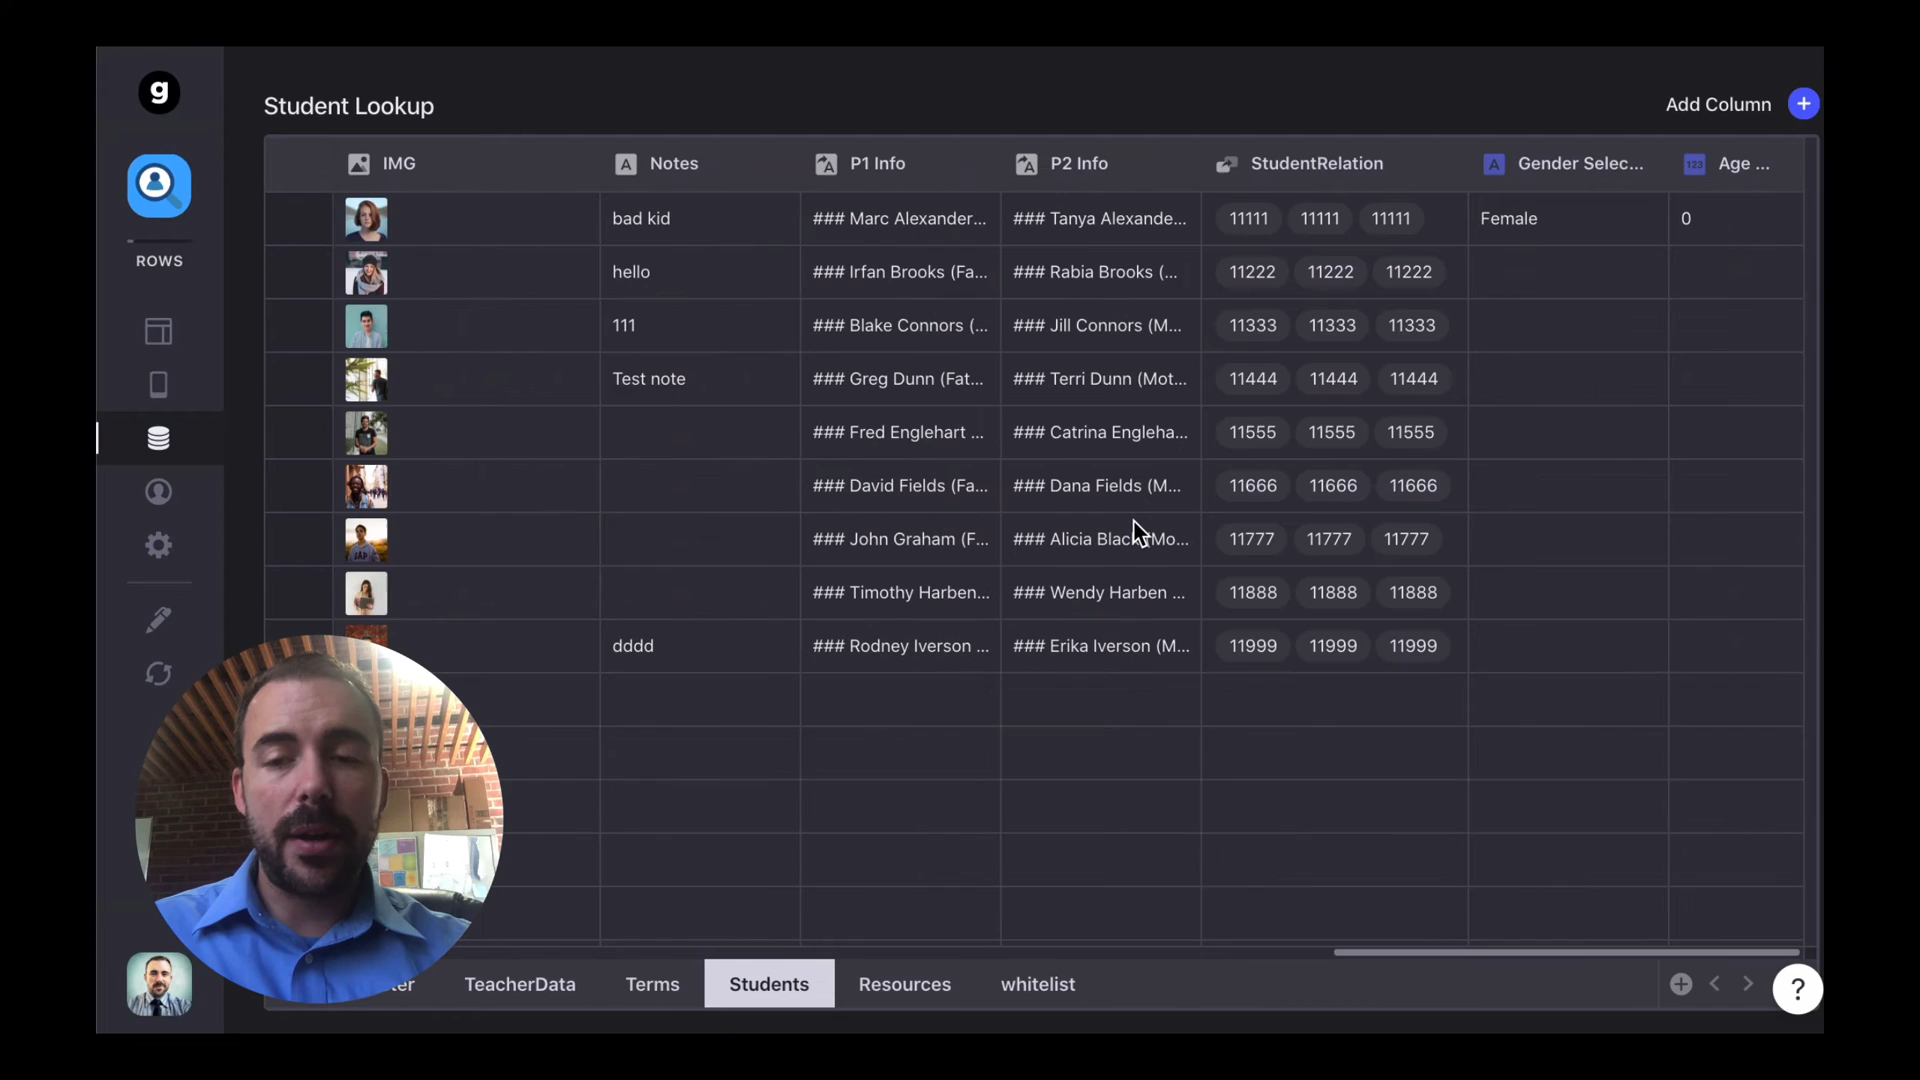 g
Student Lookup
Add Column +
ROWS
IMG Notes P1 Info P2 Info StudentRelation Gender Selec... 123 Age ...
bad kid ### Marc Alexander... ### Tanya Alexande... 11111 11111 11111 Female 0
hello ### Irfan Brooks (Fa... ### Rabia Brooks (... 11222 11222 11222
111 ### Blake Connors (... ### Jill Connors (M... 11333 11333 11333
Test note ### Greg Dunn (Fat... ### Terri Dunn (Mot... 11444 11444 11444
### Fred Englehart ... ### Catrina Engleha... 11555 11555 11555
### David Fields (Fa... ### Dana Fields (M... 11666 11666 11666
### John Graham (F... ### Alicia Black (Mo... 11777 11777 11777
### Timothy Harben... ### Wendy Harben ... 11888 11888 11888
dddd ### Rodney Iverson ... ### Erika Iverson (M... 11999 11999 11999
TeacherData Terms Students Resources whitelist ?